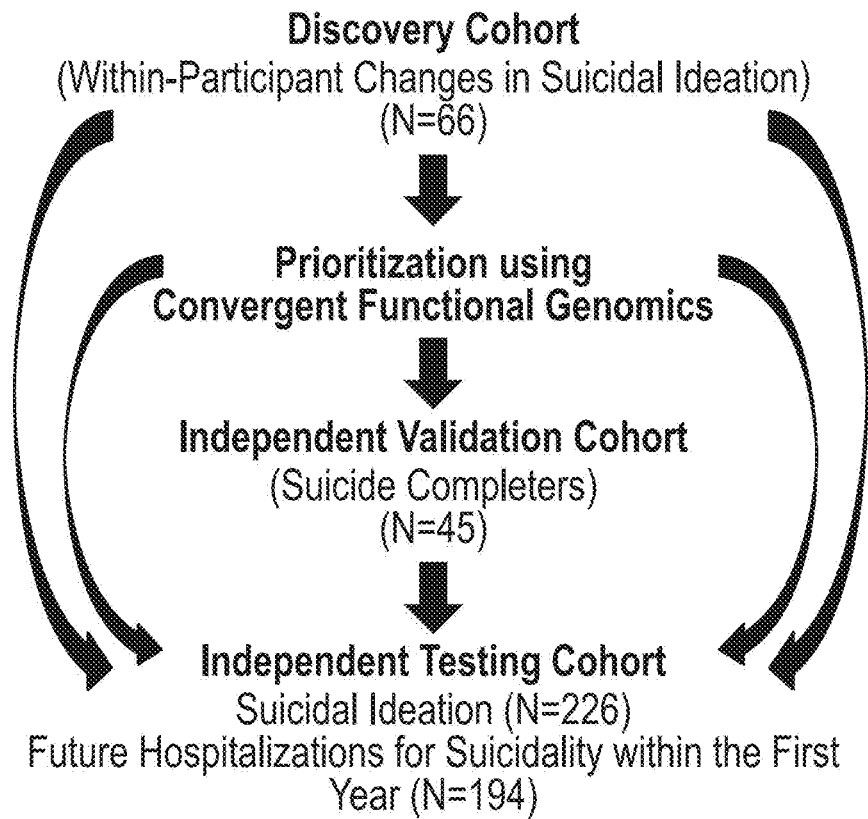 Discovery Cohort
(Within-Participant Changes in Suicidal Ideation)
(N=66)
Prioritization using
Convergent Functional Genomics
Independent Validation Cohort
(Suicide Completers)
(N=45)
Independent Testing Cohort
Suicidal Ideation (N=226)
Future Hospitalizations for Suicidality within the First
Year (N=194)